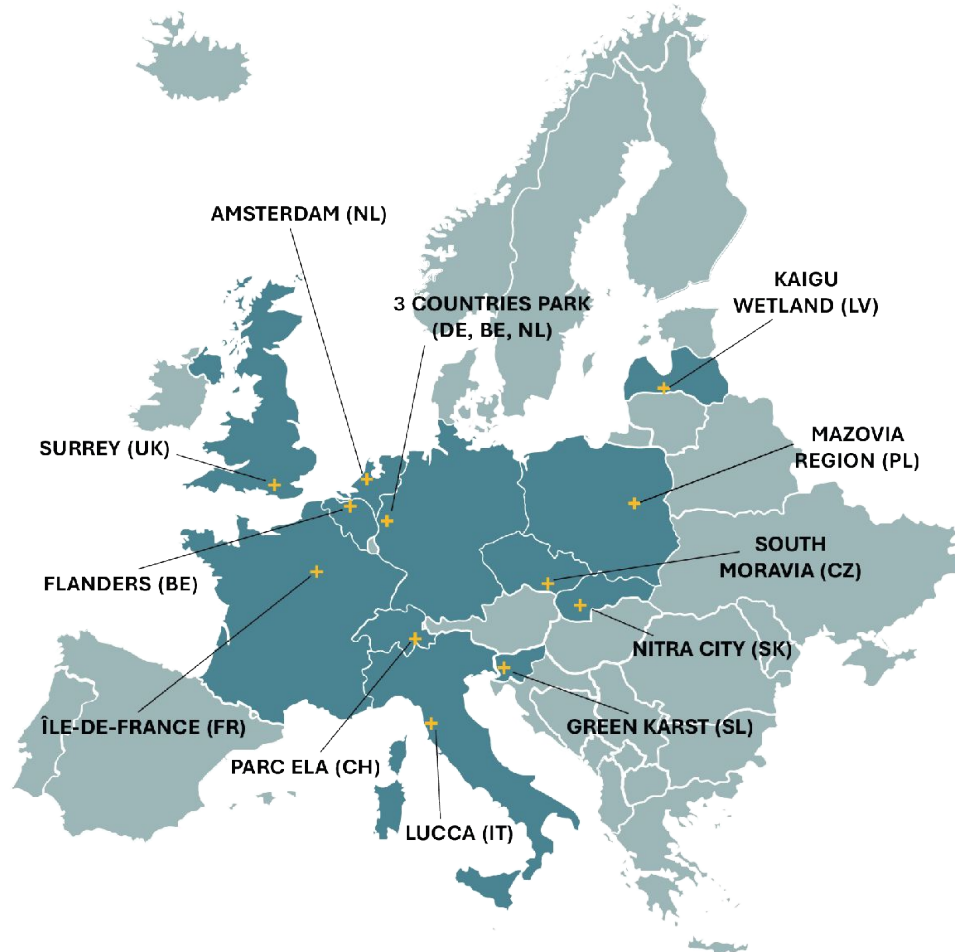 AMSTERDAM (NL)
3 COUNTRIES PARK
(DE, BE, NL)
KAIGU
WETLAND (LV)
SURREY (UK)
MAZOVIA
REGION (PL)
FLANDERS (BE)
SOUTH
MORAVIA (CZ)
NITRA CITY (SK)
ÎLE-DE-FRANCE (FR)
GREEN KARST (SL)
PARC ELA (CH)
LUCCA (IT)